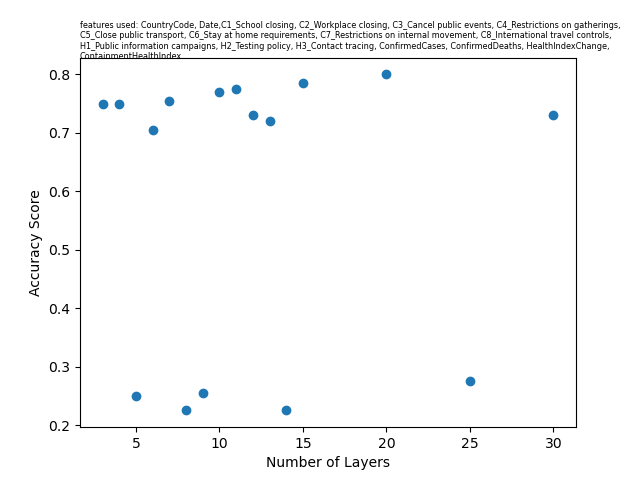 features used: CountryCode, Date,C1_School closing, C2_Workplace closing, C3_Cancel public events, C4_Restrictions on gatherings,
C5_Close public transport, C6_Stay at home requirements, C7_Restrictions on internal movement, C8_International travel controls,
H1_Public information campaigns, H2_Testing policy, H3_Contact tracing, ConfirmedCases, ConfirmedDeaths, HealthIndexChange,
ContainmentHealthIndex
0.8
0.7
0.6
0.5
0.4
0.3
0.2
Accuracy Score
5 10 15 20 25 30
Number of Layers